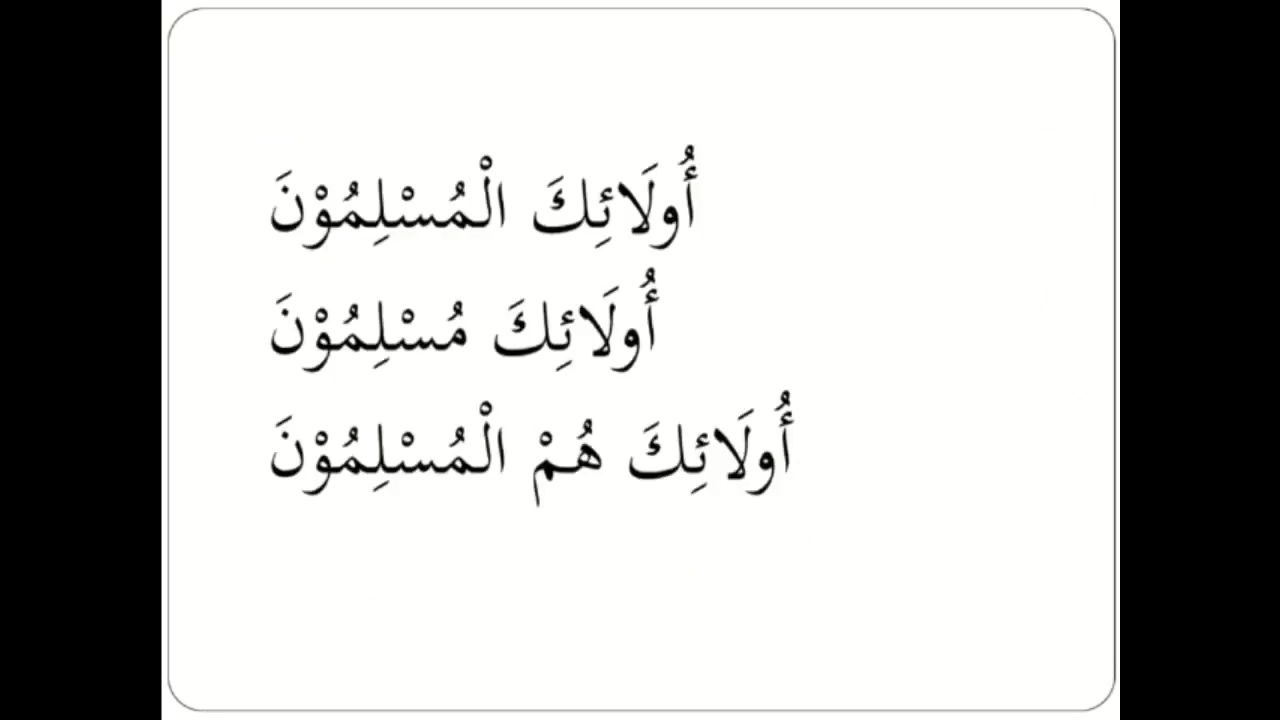 أُولَائِكَ الْمُسْلِمُوْنَ
أُولَائِكَ مُسْلِمُوْنَ
أُولَائِكَ هُمْ الْمُسْلِمُوْنَ